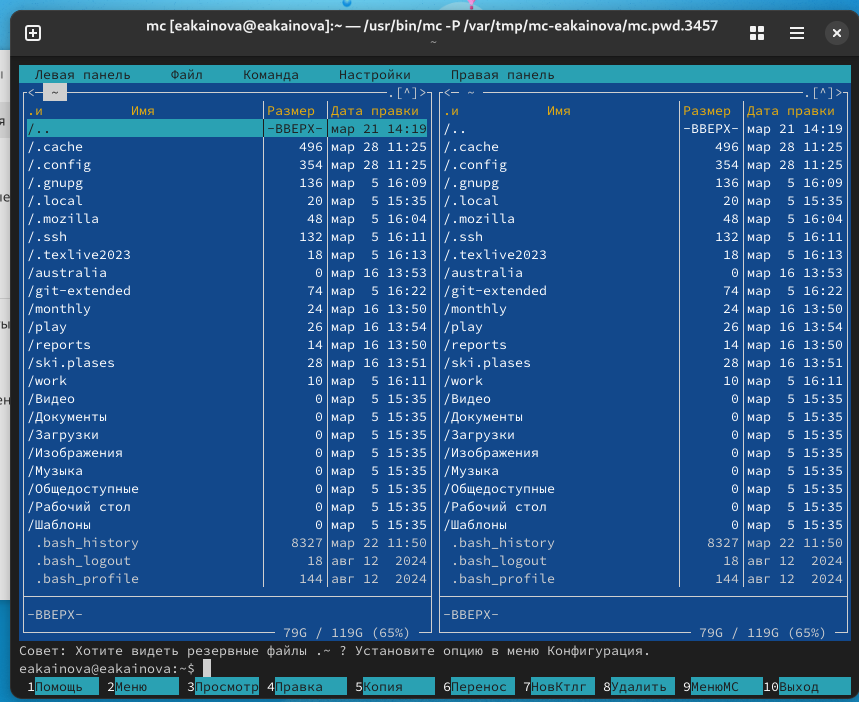 mc [eakainova@eakainova]:~ — /usr/bin/mc -P /var/tmp/mc-eakainova/mc.pwd.3457
~
Левая панель Файл Команда Настройки Правая панель
<─ ~ .[^]> <─ ~ .[^]>
.и Имя Размер Дата правки .и Имя Размер Дата правки
/.. -ВВЕРХ- мар 21 14:19 /.. -ВВЕРХ- мар 21 14:19
/.cache 496 мар 28 11:25 /.cache 496 мар 28 11:25
/.config 354 мар 28 11:25 /.config 354 мар 28 11:25
/.gnupg 136 мар 5 16:09 /.gnupg 136 мар 5 16:09
/.local 20 мар 5 15:35 /.local 20 мар 5 15:35
/.mozilla 48 мар 5 16:04 /.mozilla 48 мар 5 16:04
/.ssh 132 мар 5 16:11 /.ssh 132 мар 5 16:11
/.texlive2023 18 мар 5 16:13 /.texlive2023 18 мар 5 16:13
/australia 0 мар 16 13:53 /australia 0 мар 16 13:53
/git-extended 74 мар 5 16:22 /git-extended 74 мар 5 16:22
/monthly 24 мар 16 13:50 /monthly 24 мар 16 13:50
/play 26 мар 16 13:54 /play 26 мар 16 13:54
/reports 14 мар 16 13:50 /reports 14 мар 16 13:50
/ski.plases 28 мар 16 13:51 /ski.plases 28 мар 16 13:51
/work 10 мар 5 16:11 /work 10 мар 5 16:11
/Видео 0 мар 5 15:35 /Видео 0 мар 5 15:35
/Документы 0 мар 5 15:35 /Документы 0 мар 5 15:35
/Загрузки 0 мар 5 15:35 /Загрузки 0 мар 5 15:35
/Изображения 0 мар 5 15:35 /Изображения 0 мар 5 15:35
/Музыка 0 мар 5 15:35 /Музыка 0 мар 5 15:35
/Общедоступные 0 мар 5 15:35 /Общедоступные 0 мар 5 15:35
/Рабочий стол 0 мар 5 15:35 /Рабочий стол 0 мар 5 15:35
/Шаблоны 0 мар 5 15:35 /Шаблоны 0 мар 5 15:35
.bash_history 8327 мар 22 11:50 .bash_history 8327 мар 22 11:50
.bash_logout 18 авг 12 2024 .bash_logout 18 авг 12 2024
.bash_profile 144 авг 12 2024 .bash_profile 144 авг 12 2024
-ВВЕРХ- -ВВЕРХ-
79G / 119G (65%) 79G / 119G (65%)
Совет: Хотите видеть резервные файлы .~ ? Установите опцию в меню Конфигурация.
eakainova@eakainova:~$
1Помощь 2Меню 3Просмотр 4Правка 5Копия 6Перенос 7НовКтлг 8Удалить 9МенюМС 10Выход